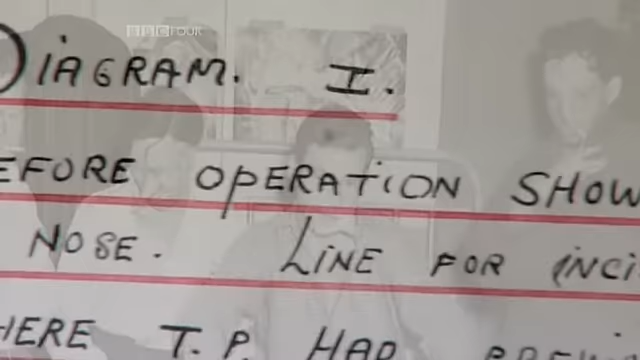 BBC FOUR
DIAGRAM. I.
EFORE OPERATION SHOW
NOSE. LINE FOR INCI
HERE T.P. HAD